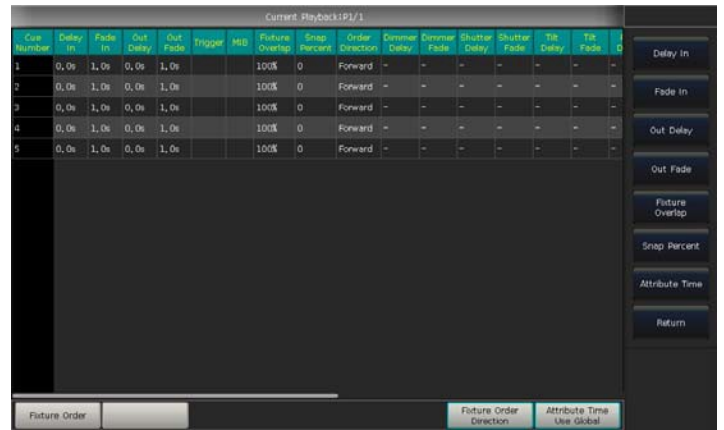 Current Playback:P1/1
Cue Number Delay In Fade In Out Delay Out Fade Trigger MIB Fixture Overlap Snap Percent Order Direction Dimmer Delay Dimmer Fade Shutter Delay Shutter Fade Tilt Delay Tilt Fade
1 0.0s 1.0s 0.0s 1.0s 100% 0 Forward - - - - - - -
2 0.0s 1.0s 0.0s 1.0s 100% 0 Forward - - - - - - -
3 0.0s 1.0s 0.0s 1.0s 100% 0 Forward - - - - - - -
4 0.0s 1.0s 0.0s 1.0s 100% 0 Forward - - - - - - -
5 0.0s 1.0s 0.0s 1.0s 100% 0 Forward - - - - - - -
Delay In
Fade In
Out Delay
Out Fade
Fixture
Overlap
Snap Percent
Attribute Time
Return
Fixture Order
Fixture Order
Direction
Attribute Time
Use Global